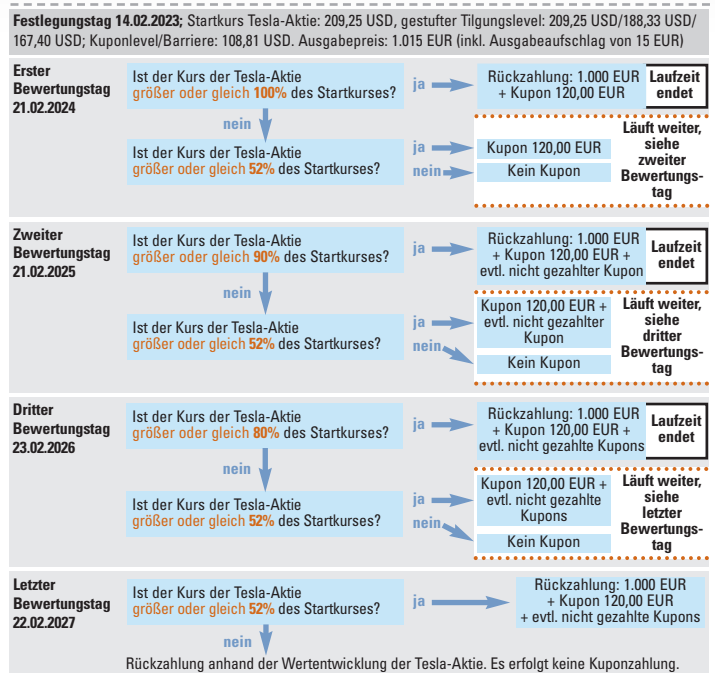 Festlegungstag 14.02.2023; Startkurs Tesla-Aktie: 209,25 USD, gestufter Tilgungslevel: 209,25 USD/188,33 USD/
167,40 USD; Kuponlevel/Barriere: 108,81 USD. Ausgabepreis: 1.015 EUR (inkl. Ausgabeaufschlag von 15 EUR)
Erster
Bewertungstag
21.02.2024
Ist der Kurs der Tesla-Aktie
größer oder gleich 100% des Startkurses?
ja
Rückzahlung: 1.000 EUR
+ Kupon 120,00 EUR
Laufzeit
endet
nein
Ist der Kurs der Tesla-Aktie
größer oder gleich 52% des Startkurses?
ja
Kupon 120,00 EUR
nein
Kein Kupon
Läuft weiter,
siehe
zweiter
Bewertungs-
tag
Zweiter
Bewertungstag
21.02.2025
Ist der Kurs der Tesla-Aktie
größer oder gleich 90% des Startkurses?
ja
Rückzahlung: 1.000 EUR
+ Kupon 120,00 EUR +
evtl. nicht gezahlter Kupon
Laufzeit
endet
nein
Ist der Kurs der Tesla-Aktie
größer oder gleich 52% des Startkurses?
ja
Kupon 120,00 EUR +
evtl. nicht gezahlter
Kupon
nein
Kein Kupon
Läuft weiter,
siehe
dritter
Bewertungs-
tag
Dritter
Bewertungstag
23.02.2026
Ist der Kurs der Tesla-Aktie
größer oder gleich 80% des Startkurses?
ja
Rückzahlung: 1.000 EUR
+ Kupon 120,00 EUR +
evtl. nicht gezahlte Kupons
Laufzeit
endet
nein
Ist der Kurs der Tesla-Aktie
größer oder gleich 52% des Startkurses?
ja
Kupon 120,00 EUR +
evtl. nicht gezahlte
Kupons
nein
Kein Kupon
Läuft weiter,
siehe
letzter
Bewertungs-
tag
Letzter
Bewertungstag
22.02.2027
Ist der Kurs der Tesla-Aktie
größer oder gleich 52% des Startkurses?
ja
Rückzahlung: 1.000 EUR
+ Kupon 120,00 EUR
+ evtl. nicht gezahlte Kupons
nein
Rückzahlung anhand der Wertentwicklung der Tesla-Aktie. Es erfolgt keine Kuponzahlung.